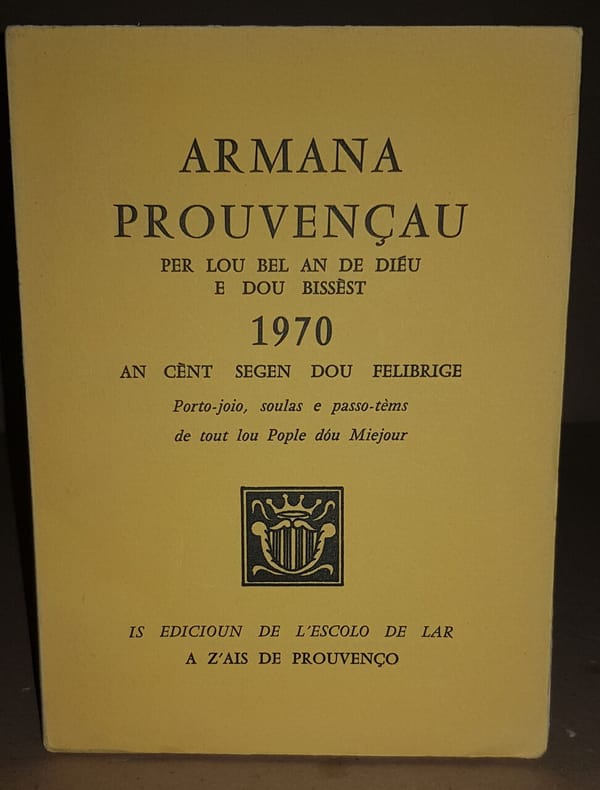 ARMANA
PROUVENÇAU
PER LOU BEL AN DE DIÉU
E DOU BISSÈST
1970
AN CÈNT SEGEN DOU FELIBRIGE
Porto-joio, soulas e passo-tèms
de tout lou Pople dóu Miejour
IS EDICIOUN DE L'ESCOLO DE LAR
A Z'AIS DE PROUVENÇO